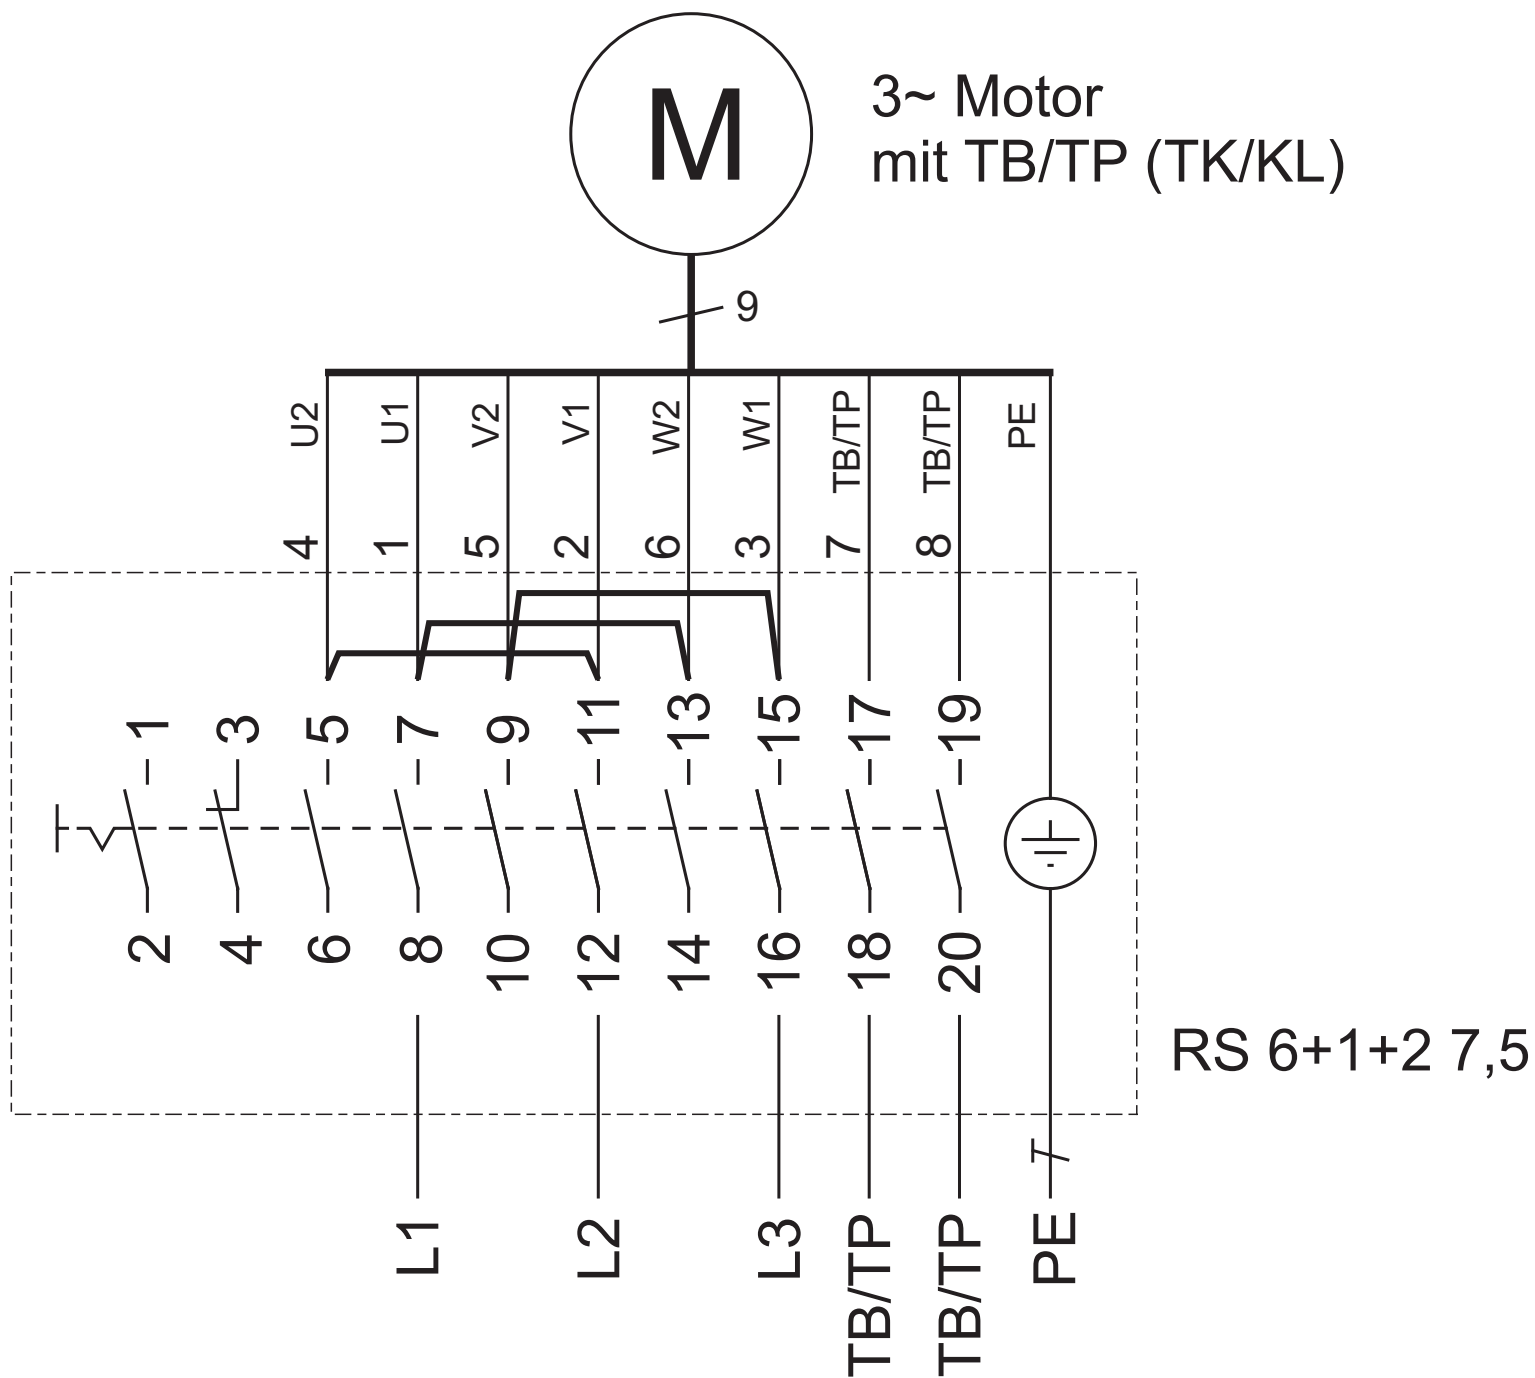 M
3~ Motor
mit TB/TP (TK/KL)
9
U2 U1 V2 V1 W2 W1 TB/TP TB/TP PE
4 1 5 2 6 3 7 8
1 3 5 7 9 11 13 15 17 19
2 4 6 8 10 12 14 16 18 20
RS 6+1+2 7,5
L1 L2 L3 TB/TP TB/TP PE